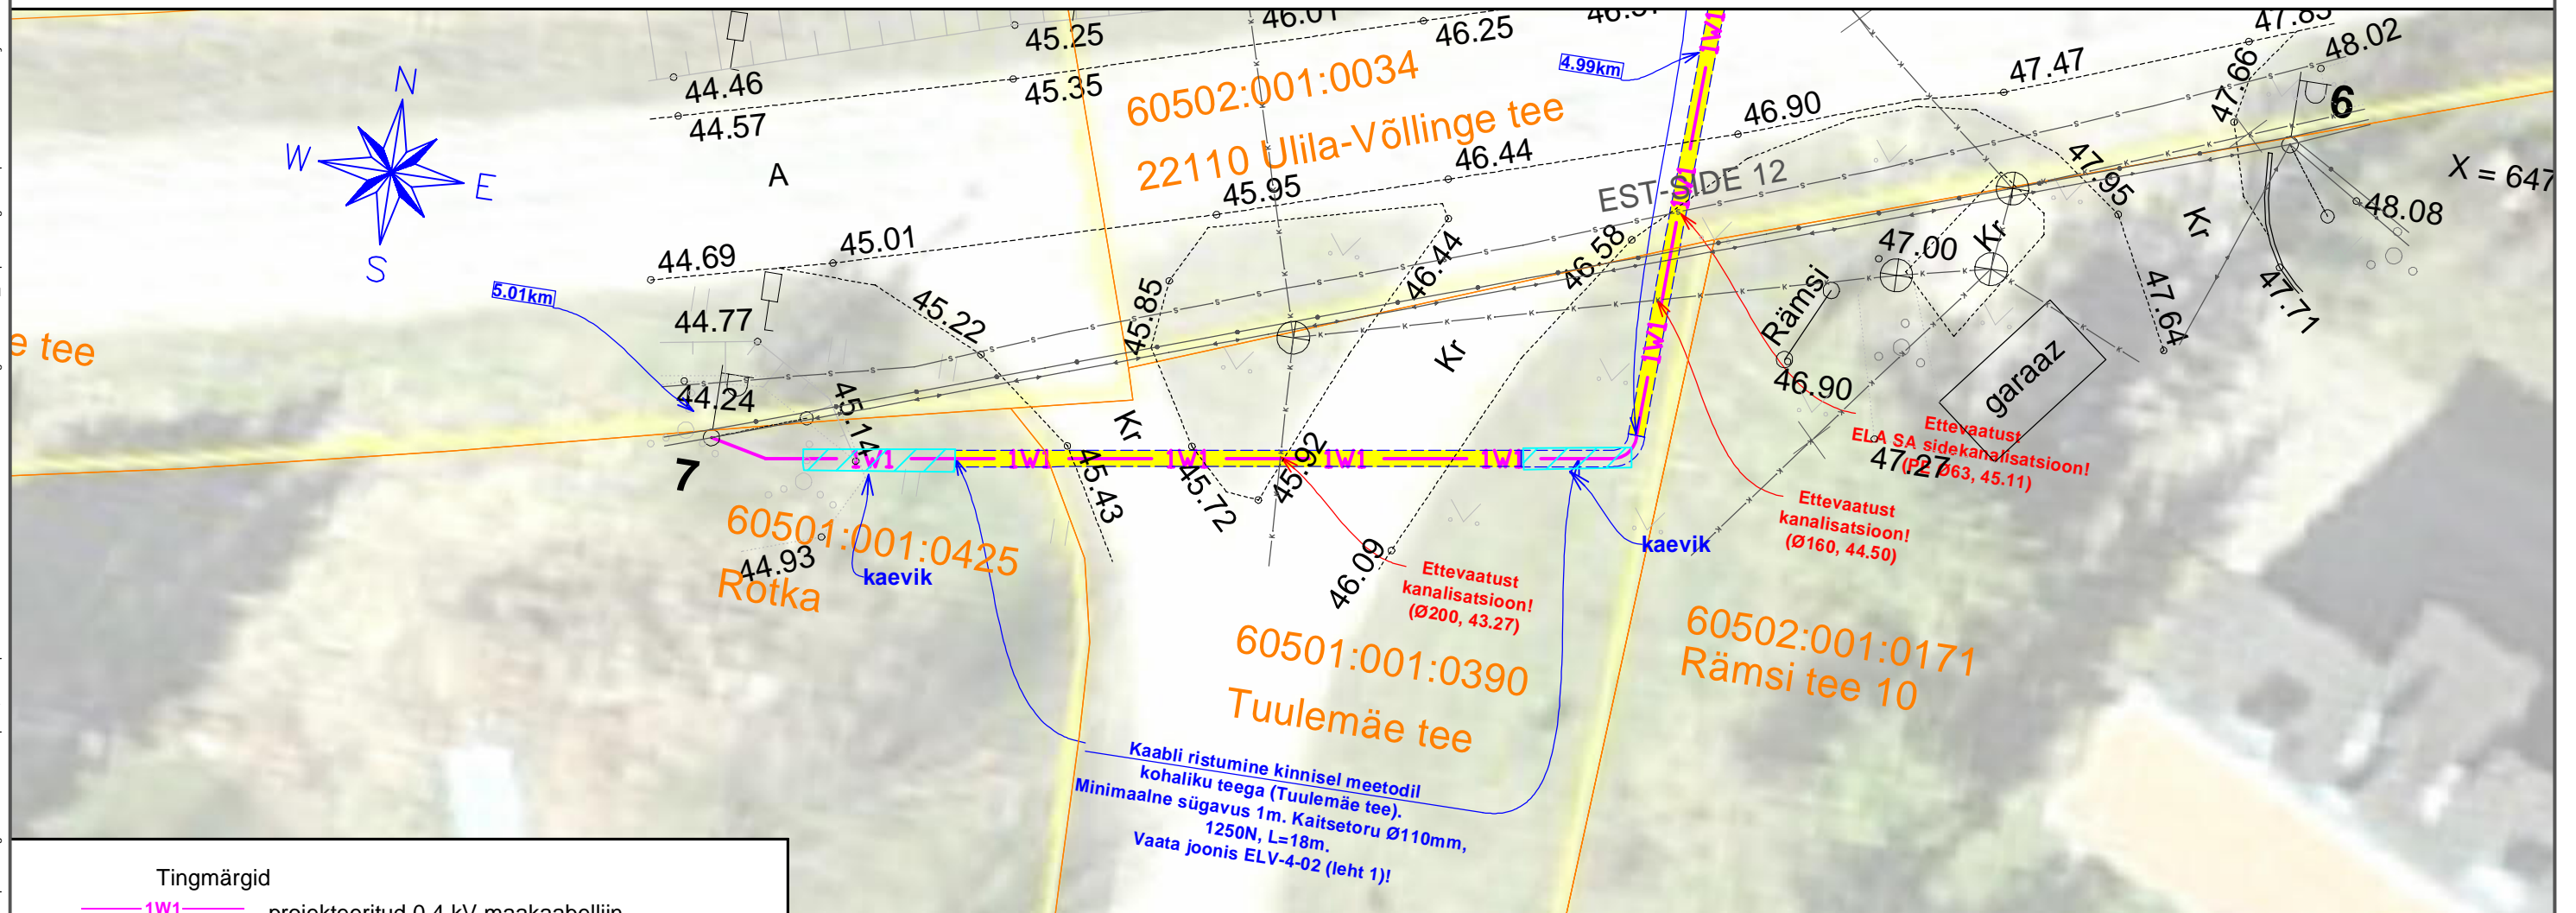 45.25
46.25
44.46
45.35
44.57
60502:001:0034
22110 Ulila-Võllinge tee
4.99km
1W1
47.47
48.02
47.66
6
46.90
N
W
E
S
A
46.44
45.95
EST-SIDE 12
47.95
X = 647
48.08
Kr
44.69
45.01
47.00
Kr
5.01km
44.77
45.22
45.85
46.44
46.58
Rämsi
47.64
47.71
e tee
44.24
45.14
Kr
1W1
46.90
garaaz
Kr
7
1W1
1W1
1W1
1W1
1W1
45.43
45.72
45.92
47.27
Ettevaatust
ELA SA sidekanalisatsioon!
(PE Ø63, 45.11)
Ettevaatust
kanalisatsioon!
(Ø160, 44.50)
60501:001:0425
Rotka
44.93
kaevik
kaevik
46.09
Ettevaatust
kanalisatsioon!
(Ø200, 43.27)
60501:001:0390
Tuulemäe tee
60502:001:0171
Rämsi tee 10
Kaabli ristumine kinnisel meetodil
kohaliku teega (Tuulemäe tee).
Minimaalne sügavus 1m. Kaitsetoru Ø110mm,
1250N, L=18m.
Vaata joonis ELV-4-02 (leht 1)!
Tingmärgid
1W1
projekteeritud 0,4 kV maakaabelliin